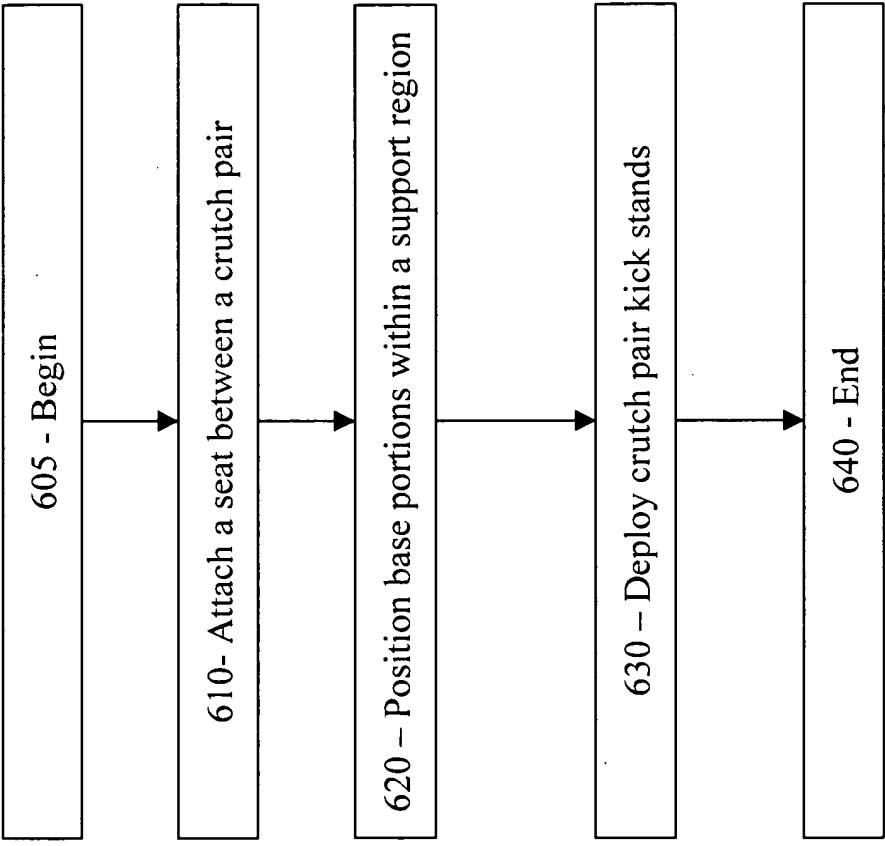 605 - Begin
610- Attach a seat between a crutch pair
620 – Position base portions within a support region
630 – Deploy crutch pair kick stands
640 - End